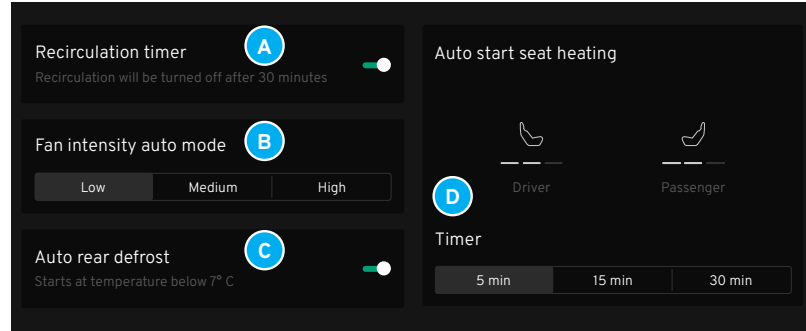 Recirculation timer
A
Recirculation will be turned off after 30 minutes
Fan intensity auto mode
B
Low
Medium
High
Auto rear defrost
C
Starts at temperature below 7° C
Auto start seat heating
Driver
Passenger
D
Timer
5 min
15 min
30 min